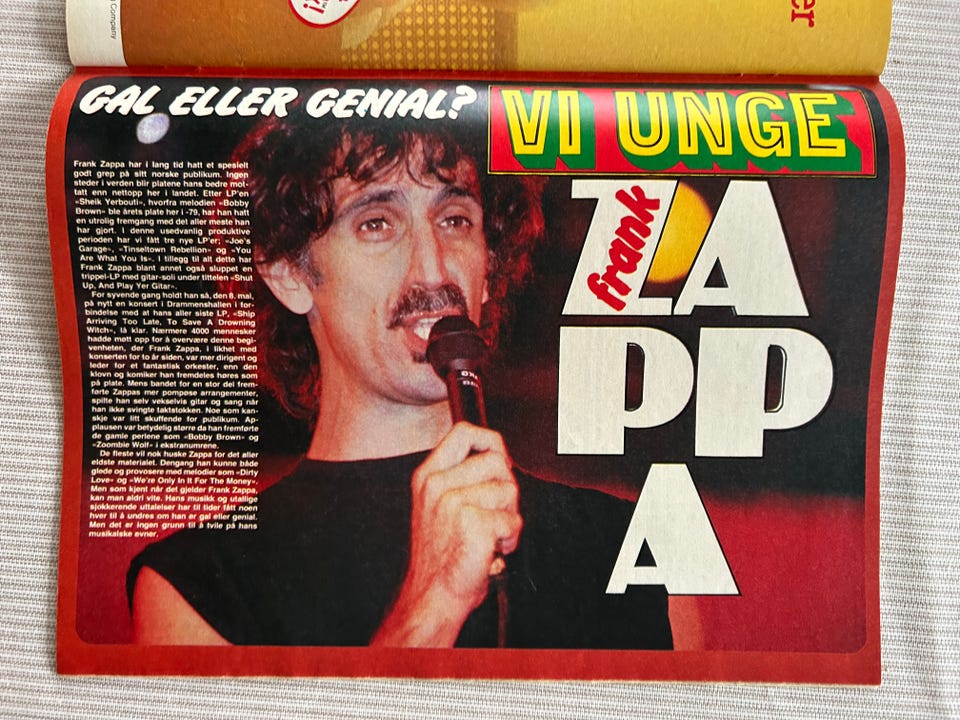 Company
er
GAL ELLER GENIAL?
VI UNGE
frank
ZAPPA
Frank Zappa har i lang tid hatt et spesielt
godt grep på sitt norske publikum. Ingen
steder i verden blir platene hans bedre mot-
tatt enn nettopp her i landet. Etter LP'en
«Sheik Yerbouti», hvorfra melodien «Bobby
Brown» ble årets plate her i -79, har han hatt
en utrolig fremgang med det aller meste han
har gjort. I denne usedvanlig produktive
perioden har vi fått tre nye LP'er; «Joe's
Garage», «Tinseltown Rebellion» og «You
Are What You Is». I tillegg til alt dette har
Frank Zappa blant annet også sluppet en
trippel-LP med gitar-soli under tittelen «Shut
Up, And Play Yer Gitar».
For syvende gang holdt han så, den 8. mai,
på nytt en konsert i Drammenshallen i for-
bindelse med at hans aller siste LP, «Ship
Arriving Too Late, To Save A Drowning
Witch», lå klar. Nærmere 4000 mennesker
hadde møtt opp for å overvære denne begi-
venheten, der Frank Zappa, i likhet med
konserten for to år siden, var mer dirigent og
leder for et fantastisk orkester, enn den
klovn og komiker han fremdeles høres som
på plate. Mens bandet for en stor del frem-
førte Zappas mer pompøse arrangementer,
spilte han selv vekselvis gitar og sang når
han ikke svingte taktstokken. Noe som kan-
skje var litt skuffende for publikum. Ap-
plausen var betydelig større da han fremførte
de gamle perlene som «Bobby Brown» og
«Zoombie Wolf» i ekstranumrene.
De fleste vil nok huske Zappa for det aller
eldste materialet. Dengang han kunne både
glede og provosere med melodier som «Dirty
Love» og «We're Only In It For The Money».
Men som kjent når det gjelder Frank Zappa,
kan man aldri vite. Hans musikk og utallige
sjokkerende uttalelser har til tider fått noen
hver til å undres om han er gal eller genial.
Men det er ingen grunn til å tvile på hans
musikalske evner.